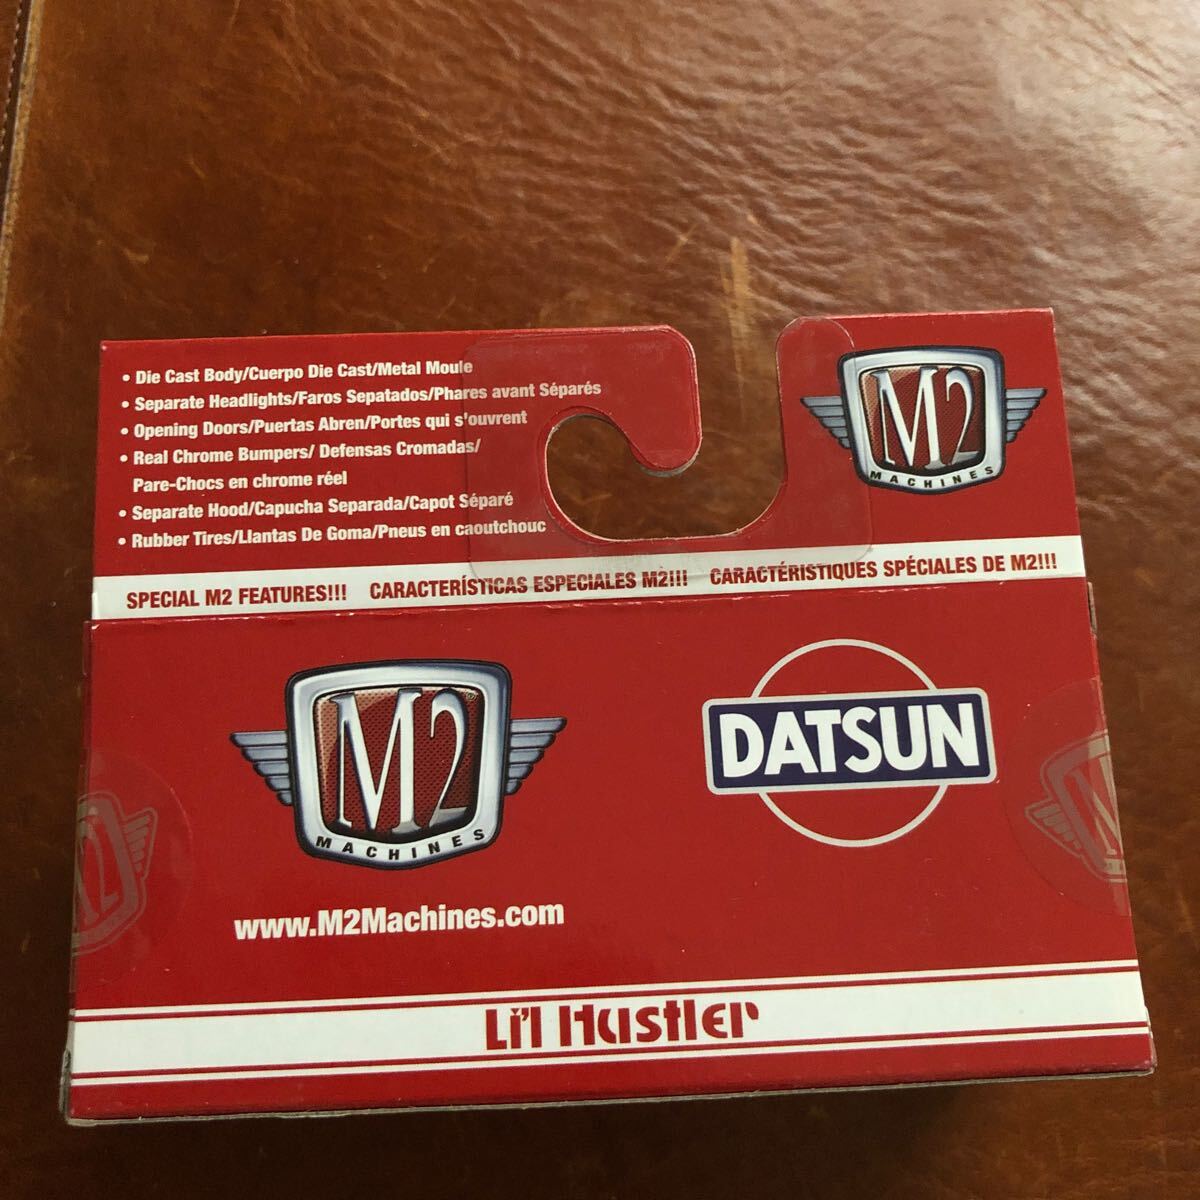 • Die Cast Body/Cuerpo Die Cast/Metal Moule
• Separate Headlights/Faros Sepatados/Phares avant Séparés
• Opening Doors/Puertas Abren/Portes qui s'ouvrent
• Real Chrome Bumpers/ Defensas Cromadas/
Pare-Chocs en chrome réel
• Separate Hood/Capucha Separada/Capot Séparé
• Rubber Tires/Llantas De Goma/Pneus en caoutchouc
M2
MACHINES
SPECIAL M2 FEATURES!!! CARACTERÍSTICAS ESPECIALES M2!!! CARACTÉRISTIQUES SPÉCIALES DE M2!!!
M2
MACHINES
DATSUN
www.M2Machines.com
Li'l Hustler